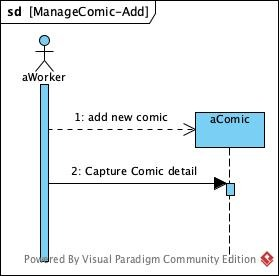 sd [ManageComic-Add]
aWorker
1: add new comic
aComic
2: Capture Comic detail
Powered By Visual Paradigm Community Edition